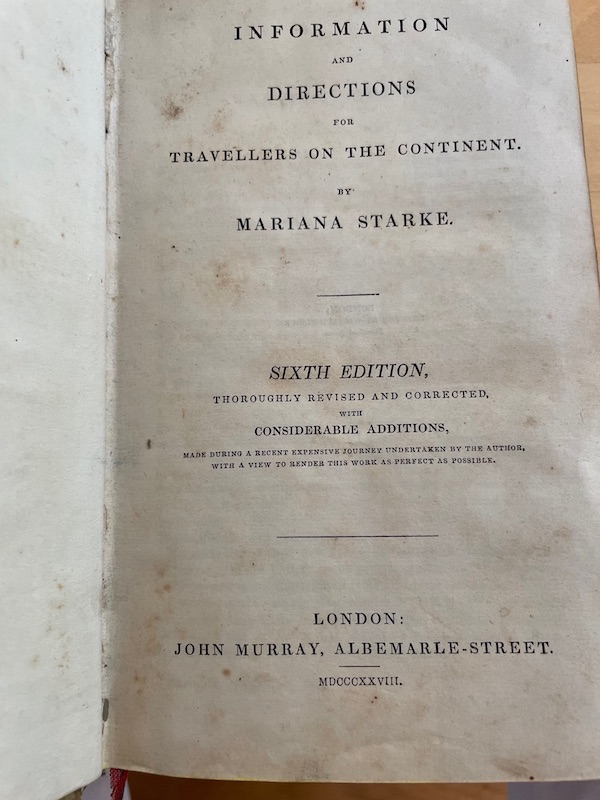 INFORMATION
AND
DIRECTIONS
FOR
TRAVELLERS ON THE CONTINENT.
BY
MARIANA STARKE.
SIXTH EDITION,
THOROUGHLY REVISED AND CORRECTED,
WITH
CONSIDERABLE ADDITIONS,
MADE DURING A RECENT EXPENSIVE JOURNEY UNDERTAKEN BY THE AUTHOR,
WITH A VIEW TO RENDER THIS WORK AS PERFECT AS POSSIBLE.
LONDON:
JOHN MURRAY, ALBEMARLE-STREET.
MDCCCXXVIII.